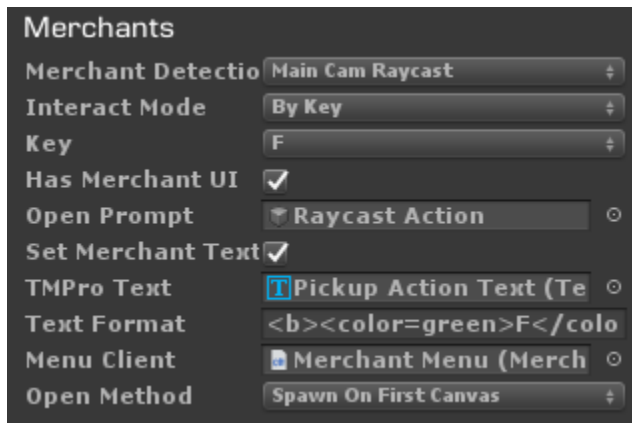 Merchants
Merchant Detectio Main Cam Raycast
Interact Mode By Key
Key F
Has Merchant UI
Open Prompt Raycast Action
Set Merchant Text
TMPro Text T Pickup Action Text (Te
Text Format <b><color=green>F</colo
Menu Client Merchant Menu (Merch
Open Method Spawn On First Canvas